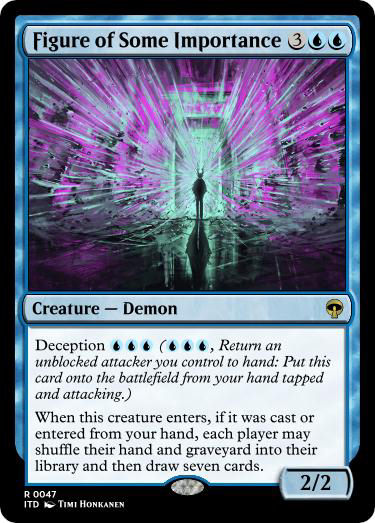 Figure of Some Importance 3
Creature — Demon
Deception (, Return an
unblocked attacker you control to hand: Put this
card onto the battlefield from your hand tapped
and attacking.)
When this creature enters, if it was cast or
entered from your hand, each player may
shuffle their hand and graveyard into their
library and then draw seven cards.
2/2
R 0047
ITD Timi Honkanen